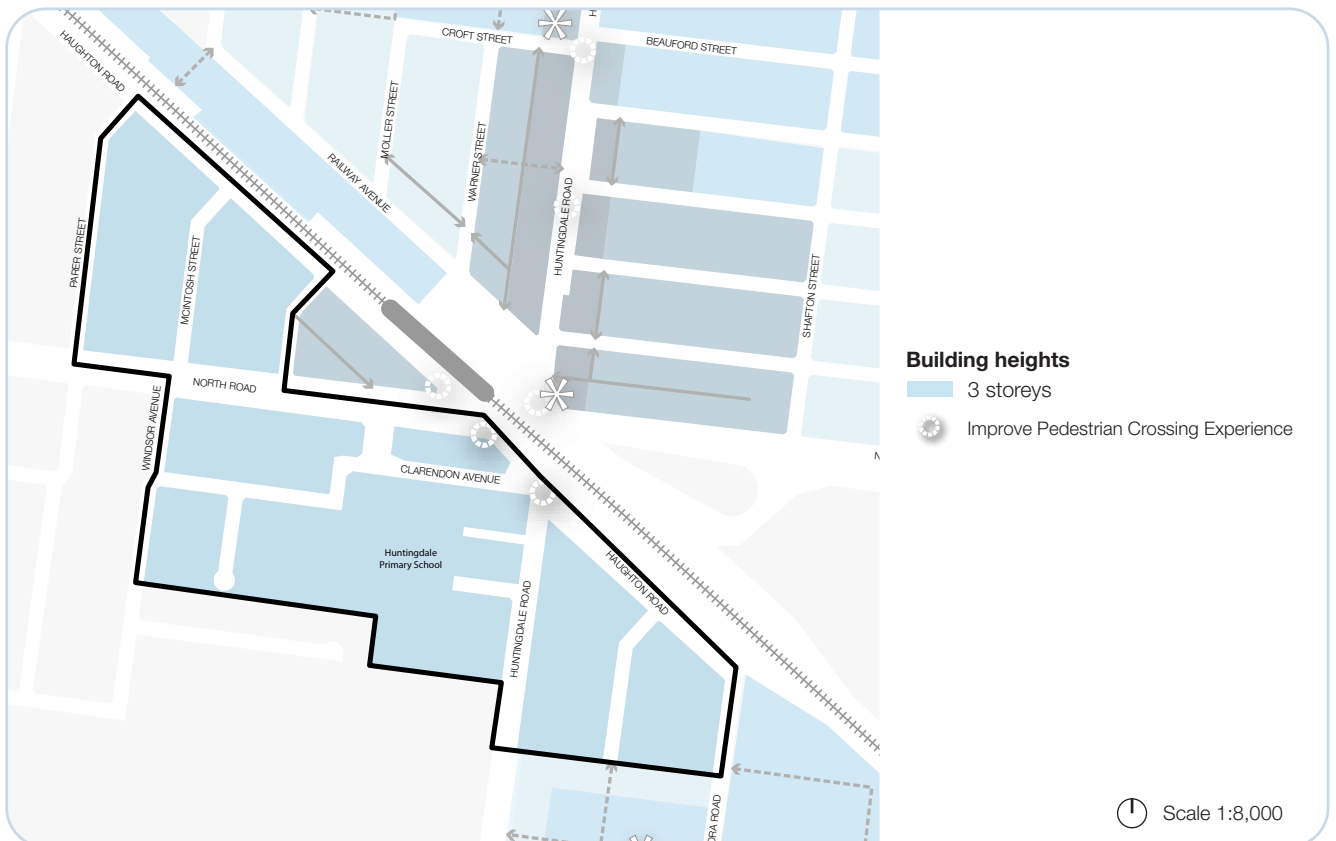 HAUGHTON ROAD
CROFT STREET
BEAUFORD STREET
H
MOLLER STREET
WARNER STREET
RAILWAY AVENUE
HUNTINGDALE ROAD
SHAFTON STREET
PARER STREET
MCINTOSH STREET
NORTH ROAD
WINDSOR AVENUE
CLARENDON AVENUE
Huntingdale
Primary School
HAUGHTON ROAD
HUNTINGDALE ROAD
ORA ROAD
N
Building heights
3 storeys
Improve Pedestrian Crossing Experience
Scale 1:8,000